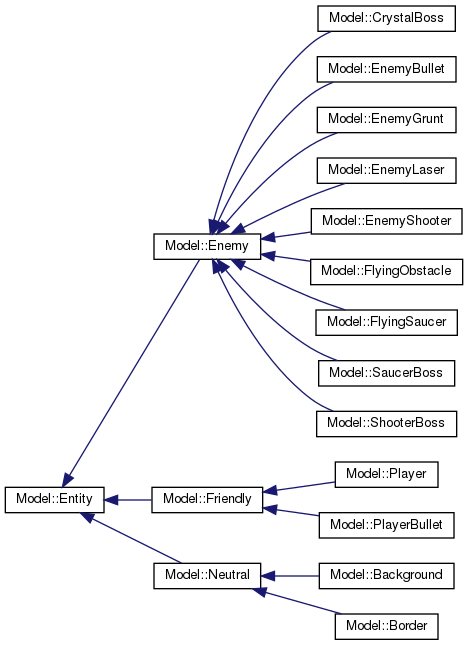 Model::CrystalBoss
Model::EnemyBullet
Model::EnemyGrunt
Model::EnemyLaser
Model::EnemyShooter
Model::Enemy
Model::FlyingObstacle
Model::FlyingSaucer
Model::SaucerBoss
Model::ShooterBoss
Model::Player
Model::Entity
Model::Friendly
Model::PlayerBullet
Model::Neutral
Model::Background
Model::Border